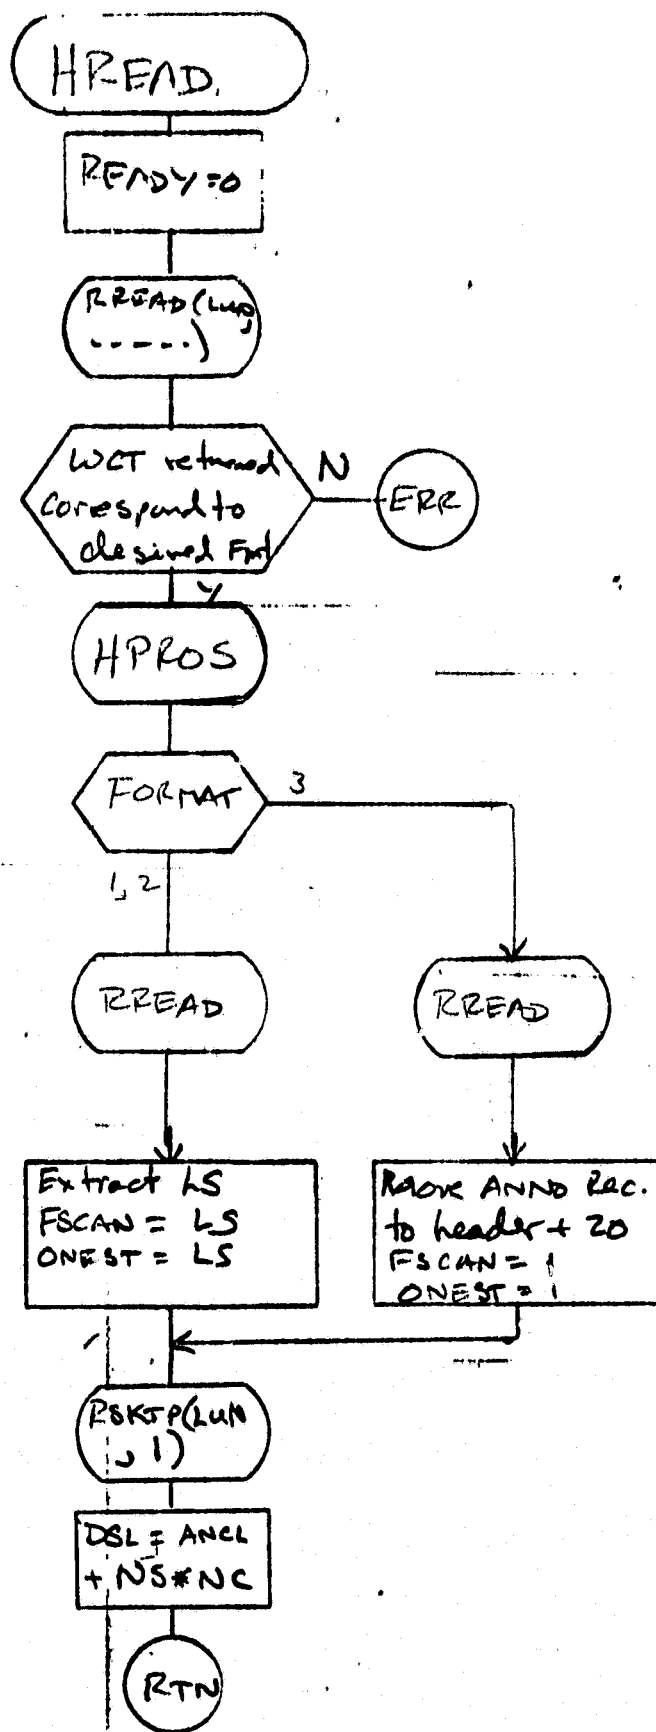 HREAD.
READY=0
RREAD(LUN,
------)
WCT returned
N
Correspond to
ERR
desired Fmt
Y
HPROS
FORMAT
3
1,2
RREAD
RREAD
Extract LS
FSCAN = LS
ONEST = LS
Move ANNO Rec.
to header + 20
FSCAN = 1
ONEST = 1
RSKTP(LUN
, 1)
DSL = ANCL
+ NS*NC
RTN